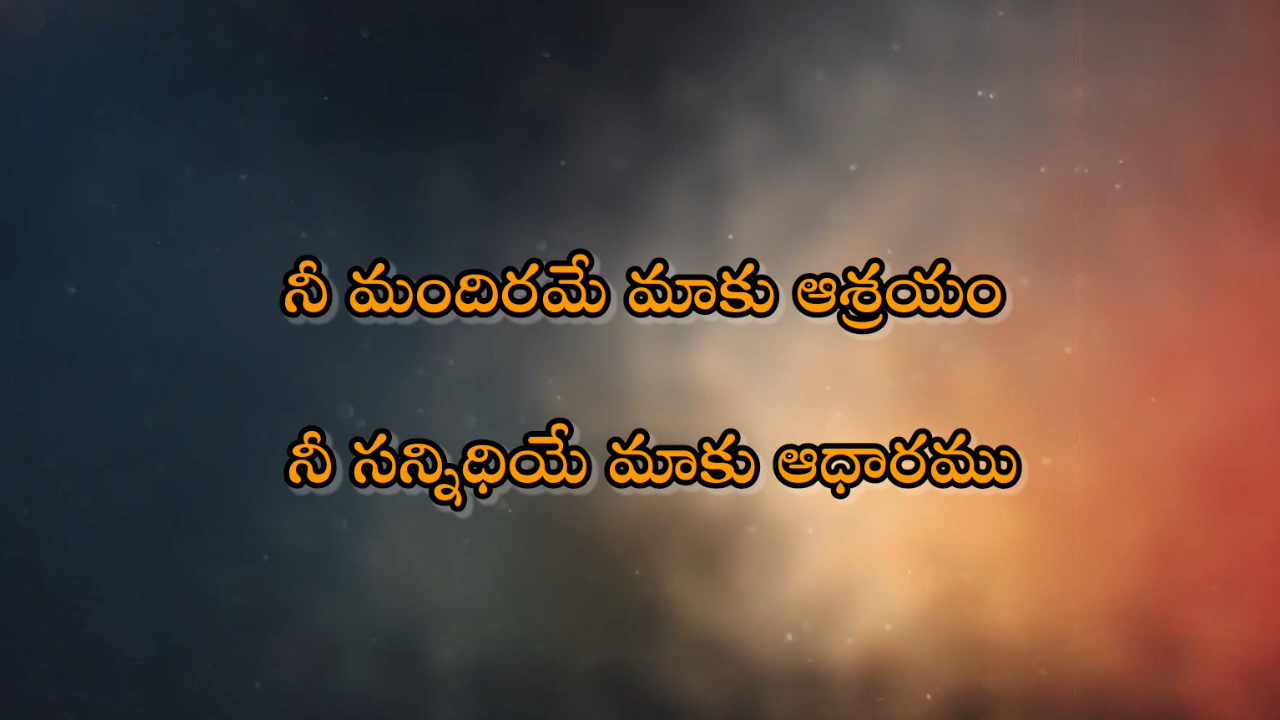 నీ మందిరమే మాకు ఆశ్రయం
నీ సన్నిధియే మాకు ఆధారము